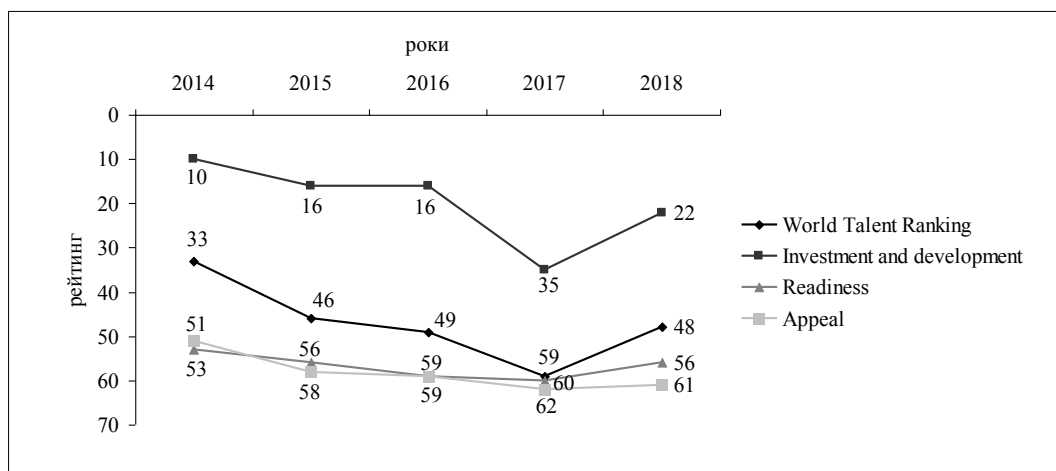 роки
2014 2015 2016 2017 2018
0
10
20
30
40
50
60
70
рейтинг
10 16 16 35 22
33 46 49 59 48
53 56 59 60 56
51 58 59 62 61
World Talent Ranking
Investment and development
Readiness
Appeal